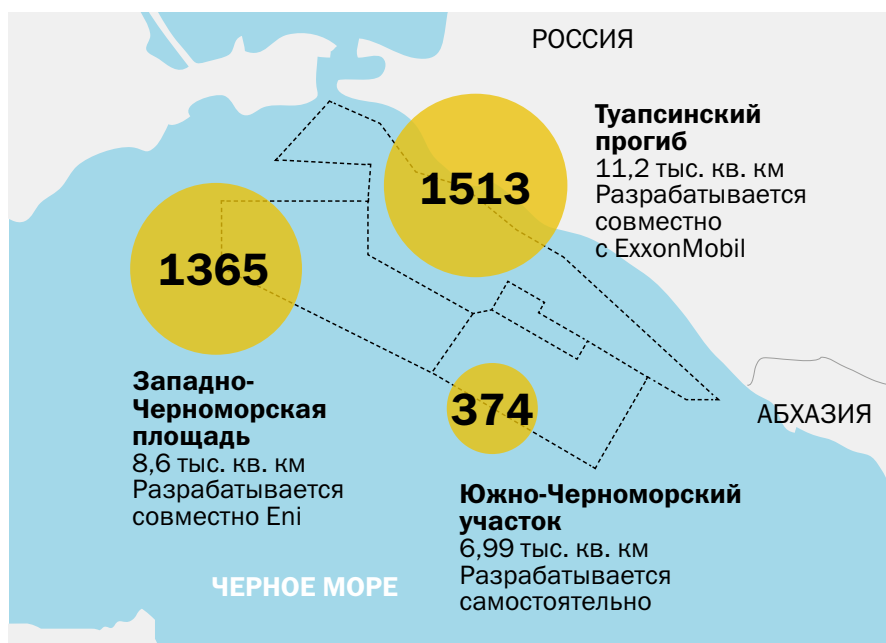 РОССИЯ
Туапсинский
прогиб
11,2 тыс. кв. км
Разрабатывается
совместно
с ExxonMobil
1513
1365
Западно-
Черноморская
площадь
8,6 тыс. кв. км
Разрабатывается
совместно Eni
374
АБХАЗИЯ
Южно-Черноморский
участок
6,99 тыс. кв. км
Разрабатывается
самостоятельно
ЧЕРНОЕ МОРЕ